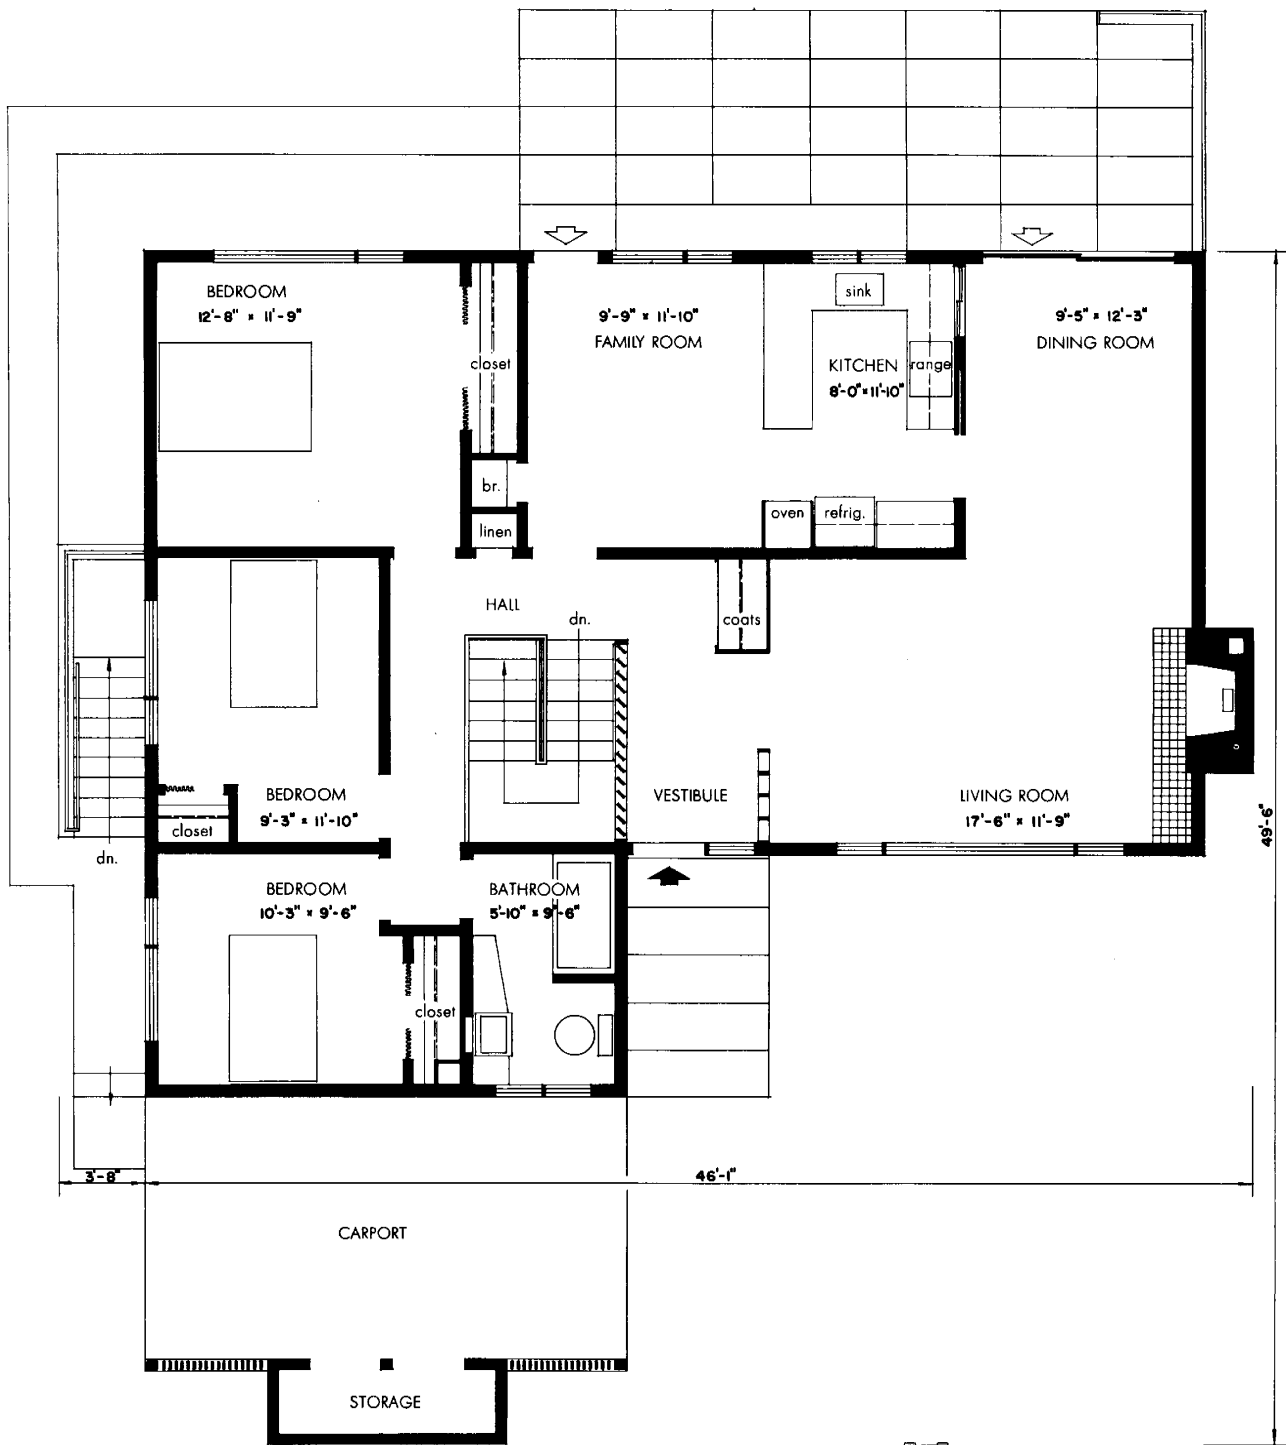 BEDROOM
12'-8" x 11'-9"
closet
br.
linen
9'-9" x 11'-10"
FAMILY ROOM
sink
KITCHEN
8'-0" x 11'-10"
range
oven
refrig.
9'-5" x 12'-3"
DINING ROOM
HALL
dn.
coats
BEDROOM
9'-3" x 11'-10"
closet
dn.
VESTIBULE
LIVING ROOM
17'-6" x 11'-9"
49'-6"
BEDROOM
10'-3" x 9'-6"
closet
BATHROOM
5'-10" x 9'-6"
3'-8"
46'-1"
CARPORT
STORAGE